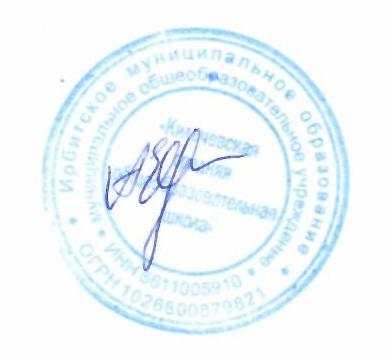 Ирбитское муниципальное образование
муниципальное общеобразовательное учреждение
школа»
* ИНН 6611005910 *
* ОГРН 1026600879821 *